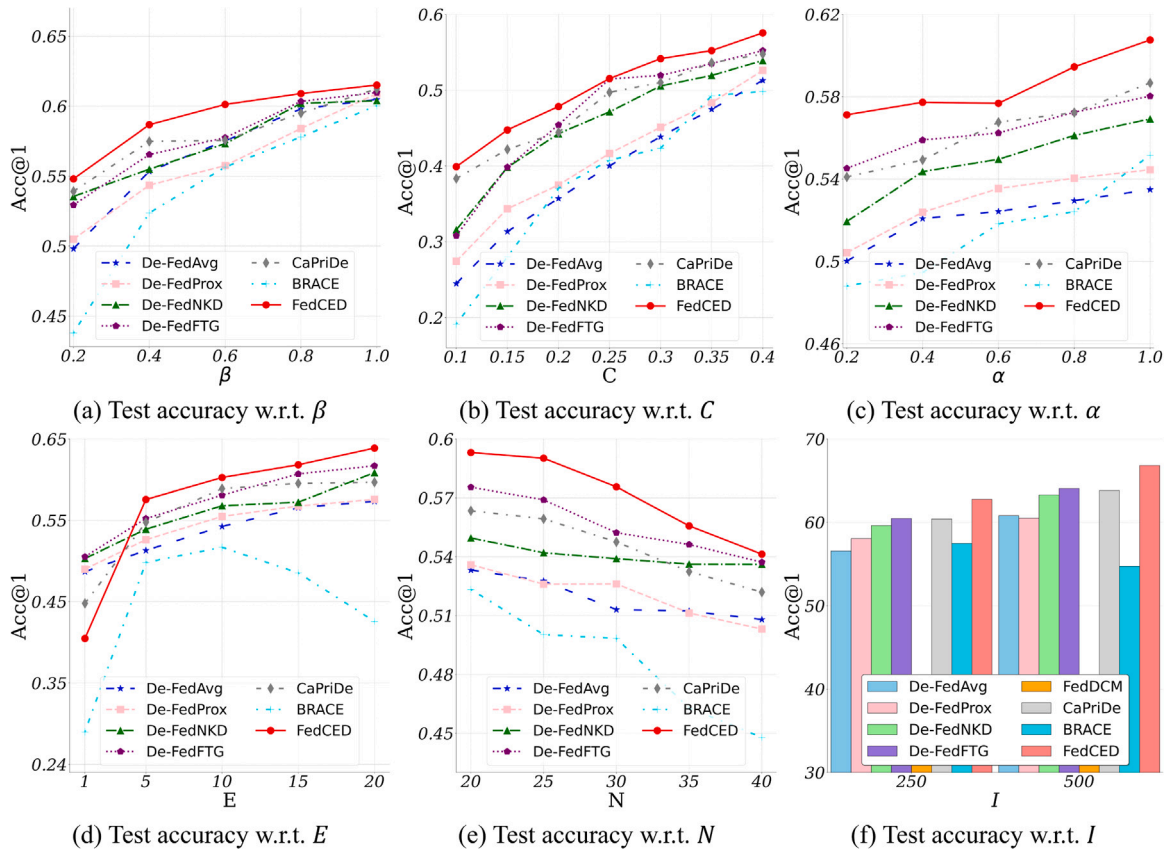 Acc@1
0.65
0.6
0.55
0.5
0.45
0.2 0.4 0.6 0.8 1.0
β
De-FedAvg
De-FedProx
De-FedNKD
De-FedFTG
CaPriDe
BRACE
FedCED
(a) Test accuracy w.r.t. β
Acc@1
0.6
0.5
0.4
0.3
0.2
0.1 0.15 0.2 0.25 0.3 0.35 0.4
C
De-FedAvg
De-FedProx
De-FedNKD
De-FedFTG
CaPriDe
BRACE
FedCED
(b) Test accuracy w.r.t. C
Acc@1
0.62
0.58
0.54
0.5
0.46
0.2 0.4 0.6 0.8 1.0
α
De-FedAvg
De-FedProx
De-FedNKD
De-FedFTG
CaPriDe
BRACE
FedCED
(c) Test accuracy w.r.t. α
Acc@1
0.65
0.55
0.45
0.35
0.24
1 5 10 15 20
E
De-FedAvg
De-FedProx
De-FedNKD
De-FedFTG
CaPriDe
BRACE
FedCED
(d) Test accuracy w.r.t. E
Acc@1
0.6
0.57
0.54
0.51
0.48
0.45
20 25 30 35 40
N
De-FedAvg
De-FedProx
De-FedNKD
De-FedFTG
CaPriDe
BRACE
FedCED
(e) Test accuracy w.r.t. N
Acc@1
70
60
50
40
30
250 500
I
De-FedAvg
De-FedProx
De-FedNKD
De-FedFTG
FedDCM
CaPriDe
BRACE
FedCED
(f) Test accuracy w.r.t. I